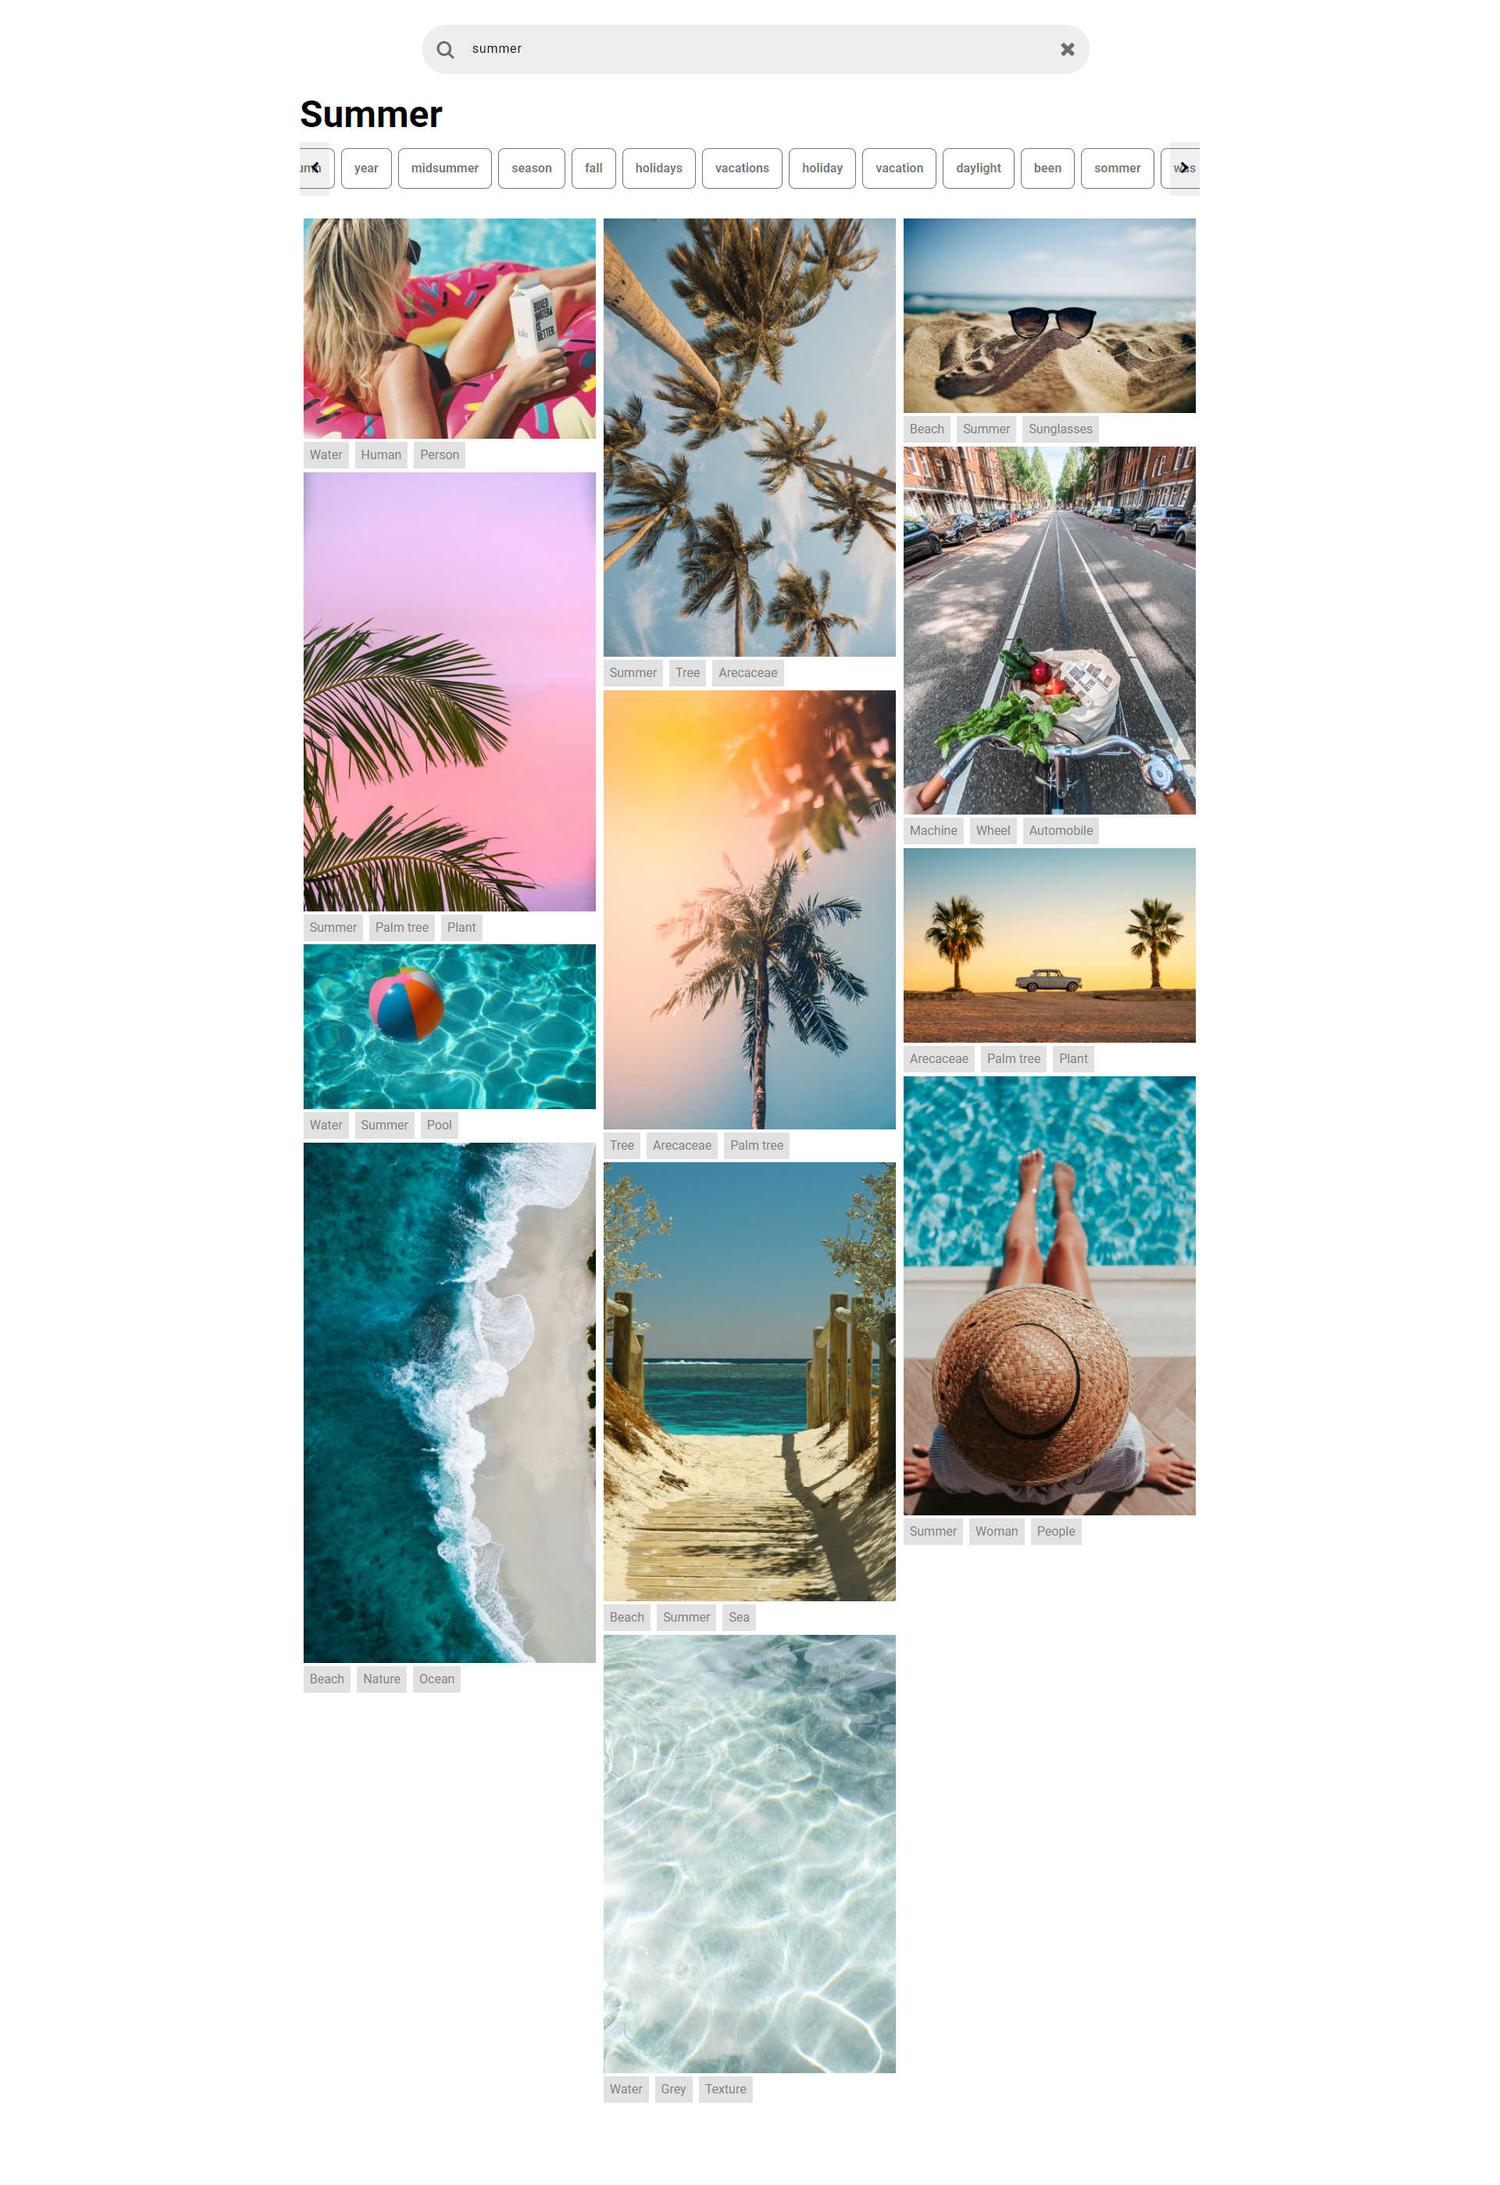 summer
Summer
year midsummer season fall holidays vacations holiday vacation daylight been sommer was
BOXED
WATER
IS
BETTER.
Water Human Person
Summer Palm tree Plant
Water Summer Pool
Beach Nature Ocean
Summer Tree Arecaceae
Tree Arecaceae Palm tree
Beach Summer Sea
Water Grey Texture
Beach Summer Sunglasses
Machine Wheel Automobile
Arecaceae Palm tree Plant
Summer Woman People